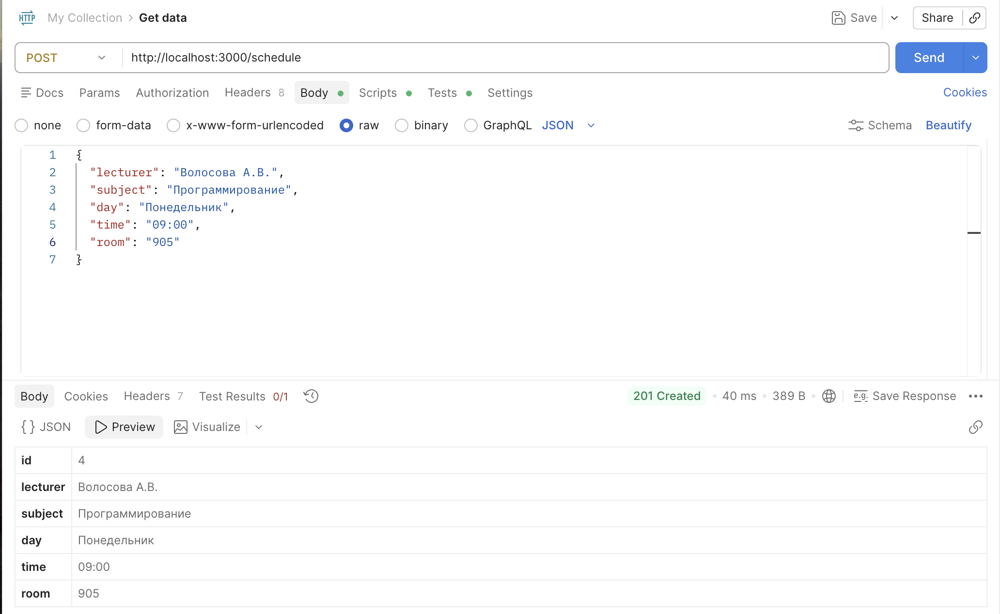 HTTP My Collection > Get data Save Share
POST http://localhost:3000/schedule Send
Docs Params Authorization Headers 8 Body Scripts Tests Settings Cookies
none form-data x-www-form-urlencoded raw binary GraphQL JSON Schema Beautify
1 {
2 "lecturer": "Волосова А.В.",
3 "subject": "Программирование",
4 "day": "Понедельник",
5 "time": "09:00",
6 "room": "905"
7 }
Body Cookies Headers 7 Test Results 0/1 201 Created • 40 ms • 389 B • e.g. Save Response
{} JSON Preview Visualize
id 4
lecturer Волосова А.В.
subject Программирование
day Понедельник
time 09:00
room 905